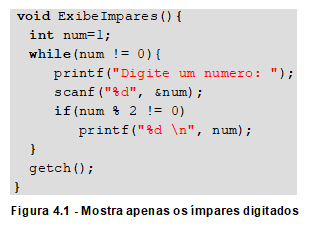 void ExibeImpares(){
int num=1;
while(num != 0){
printf("Digite um numero: ");
scanf("%d", &num);
if(num % 2 != 0)
printf("%d \n", num);
}
getch();
}
Figura 4.1 - Mostra apenas os ímpares digitados